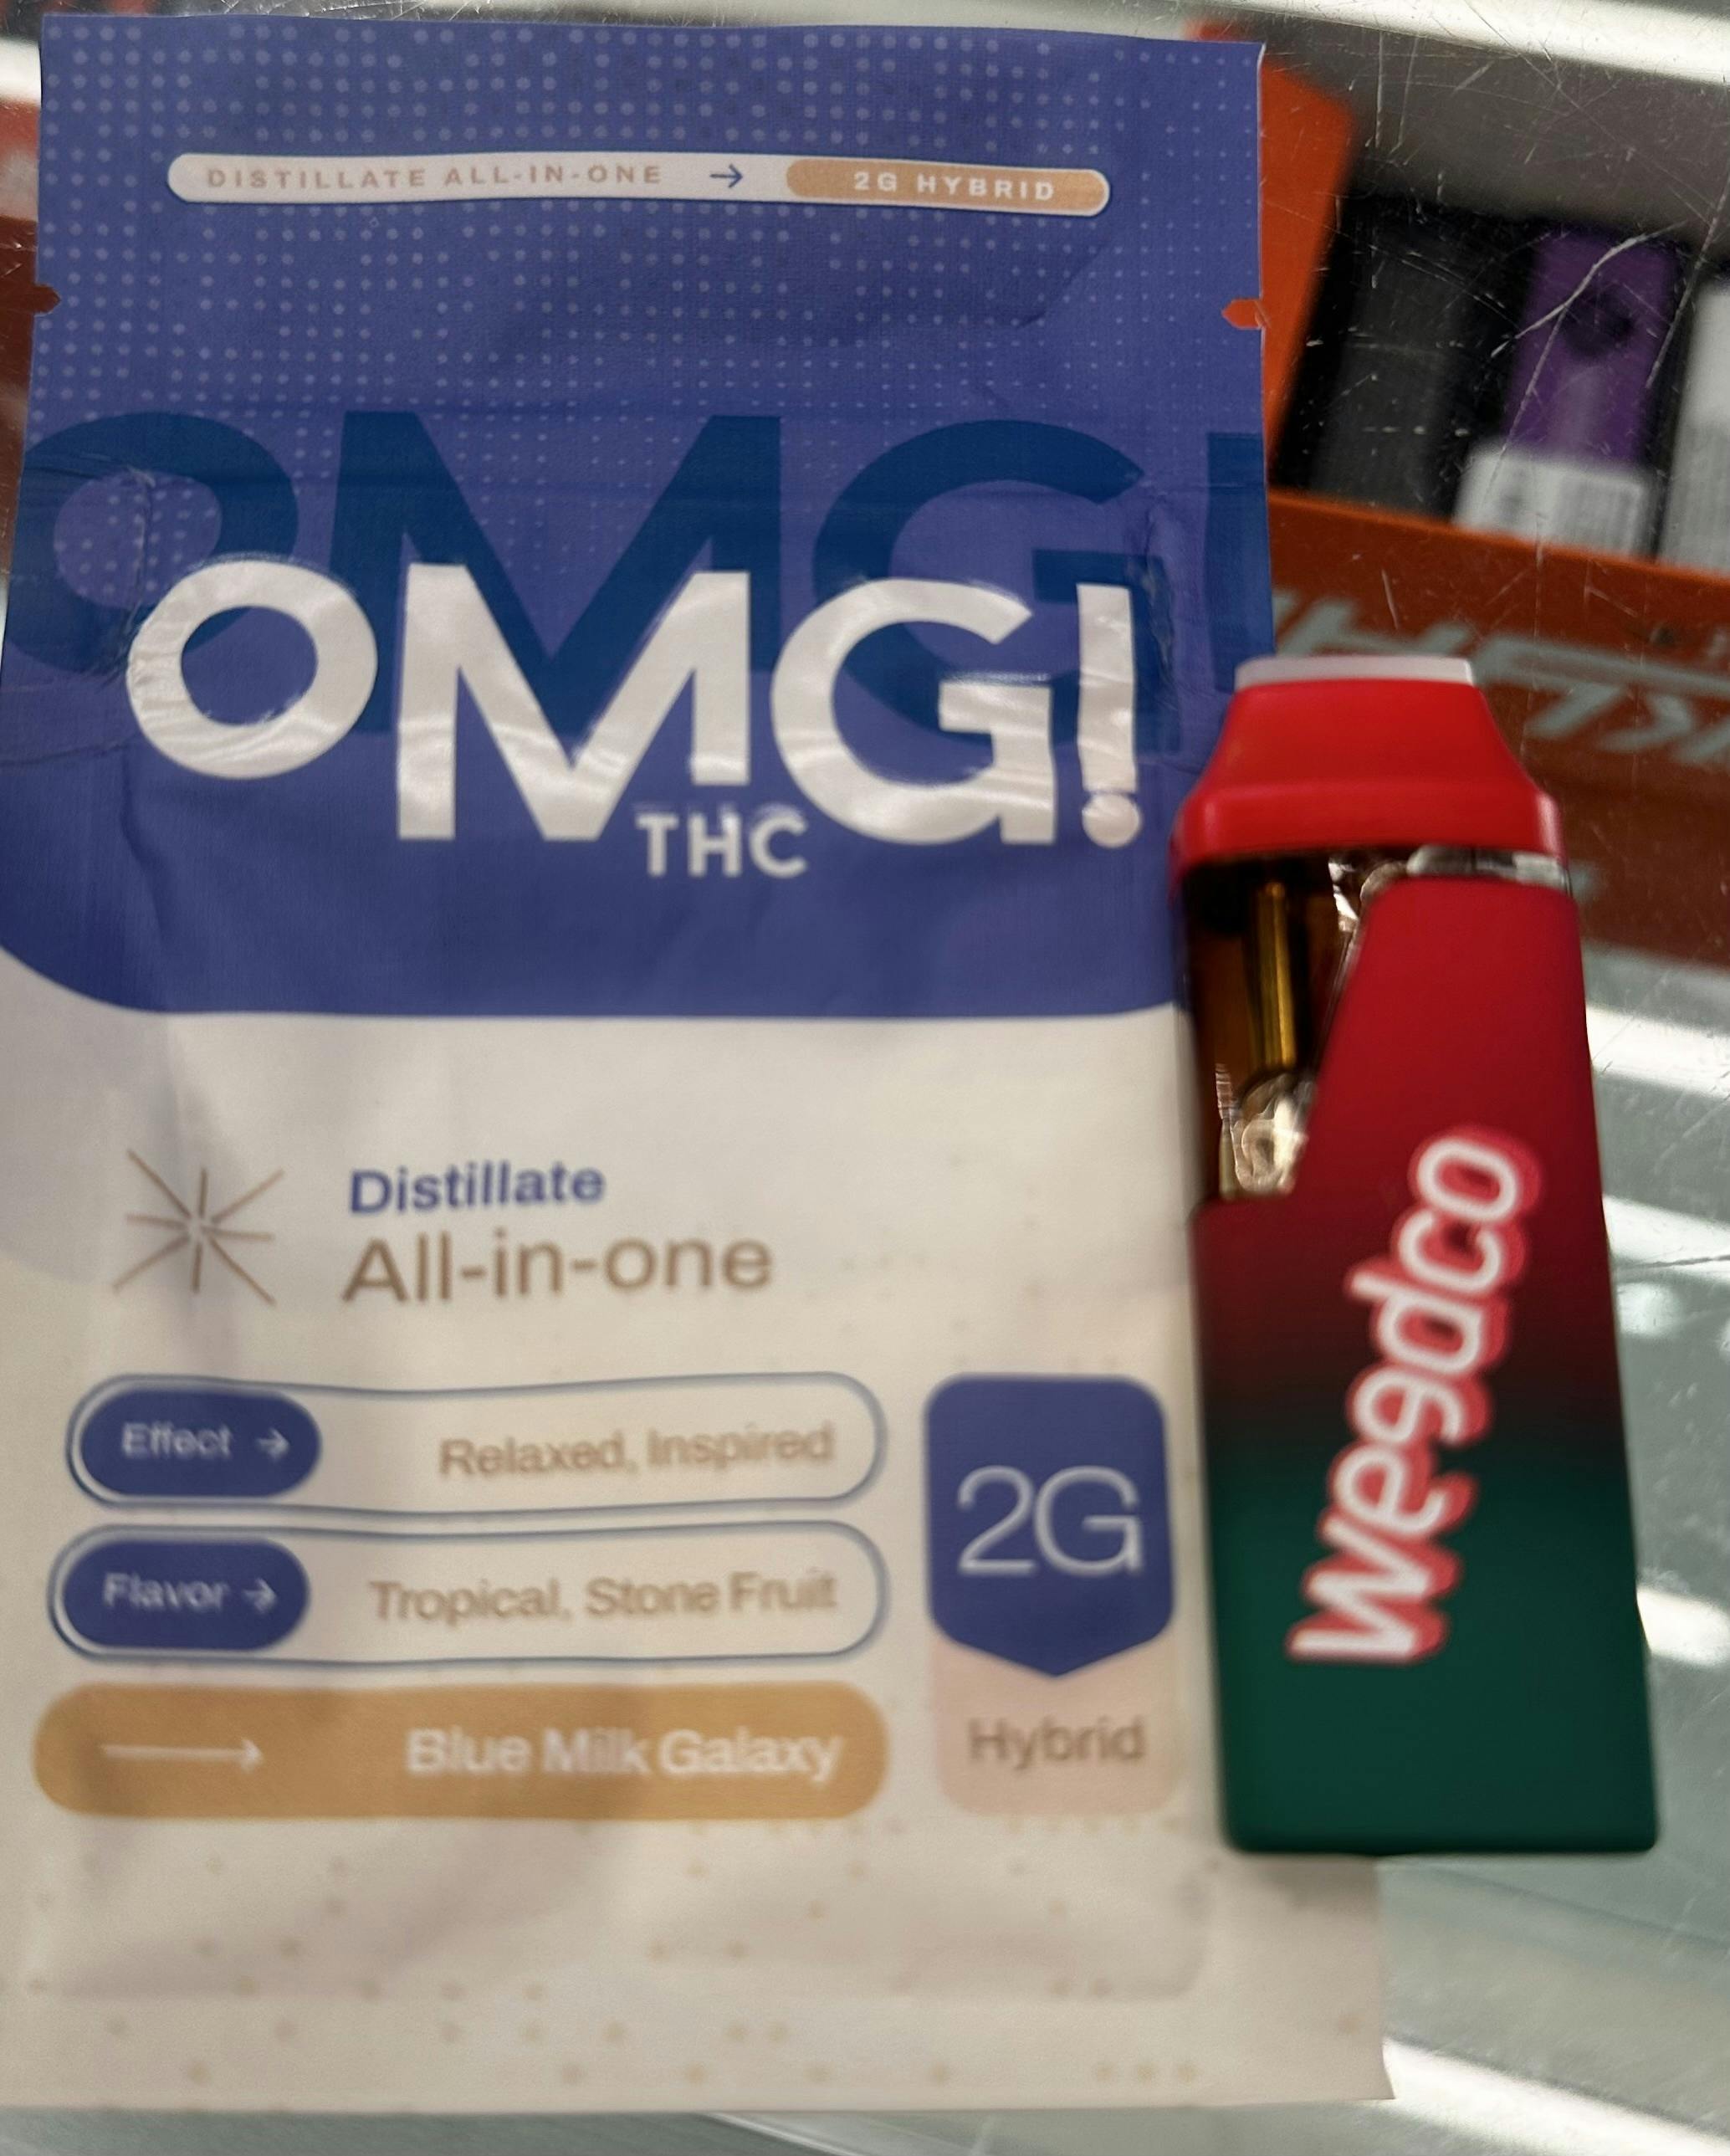 DISTILLATE ALL-IN-ONE → 2G HYBRID
OMG!
OMG!
THC
Distillate
All-in-one
Effect → Relaxed, Inspired
Flavor → Tropical, Stone Fruit
→ Blue Milk Galaxy
2G
Hybrid
weedco